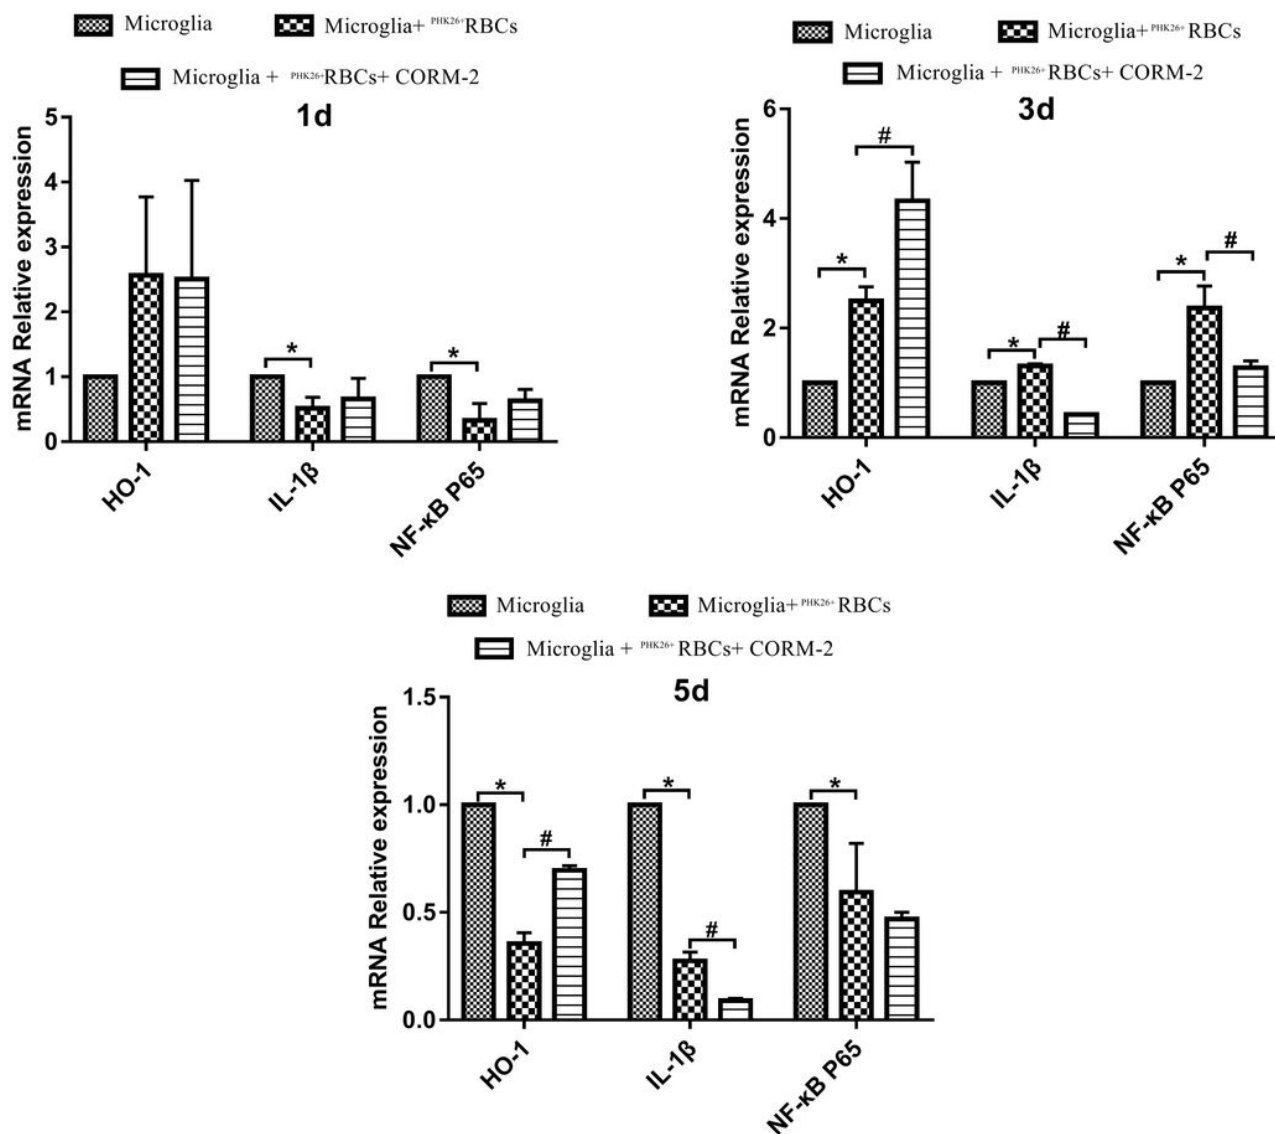 Microglia
Microglia+ PHK26+RBCs
Microglia + PHK26+RBCs+ CORM-2
1d
mRNA Relative expression
5
4
3
2
1
0
*
*
HO-1
IL-1β
NF-κB P65
Microglia
Microglia+PHK26+RBCs
Microglia + PHK26+RBCs+ CORM-2
3d
mRNA Relative expression
6
4
2
0
*
#
*
#
*
#
HO-1
IL-1β
NF-κB P65
Microglia
Microglia+PHK26+RBCs
Microglia + PHK26+RBCs+ CORM-2
5d
mRNA Relative expression
1.5
1.0
0.5
0.0
*
#
*
#
*
HO-1
IL-1β
NF-κB P65